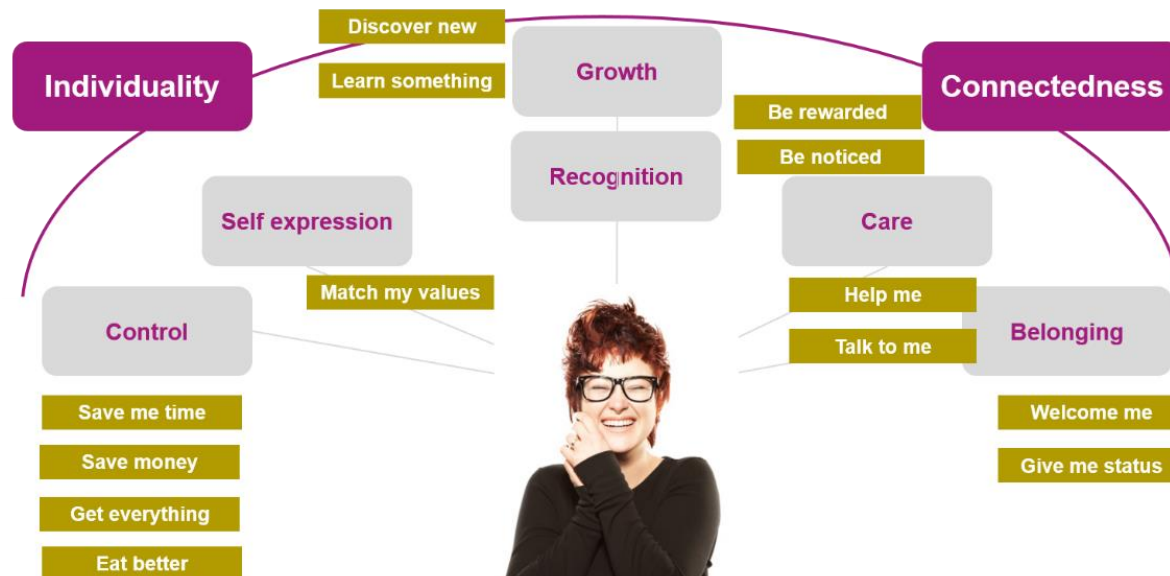 Discover new
Individuality
Learn something
Growth
Connectedness
Be rewarded
Be noticed
Recognition
Self expression
Care
Match my values
Help me
Control
Talk to me
Belonging
Save me time
Welcome me
Save money
Give me status
Get everything
Eat better